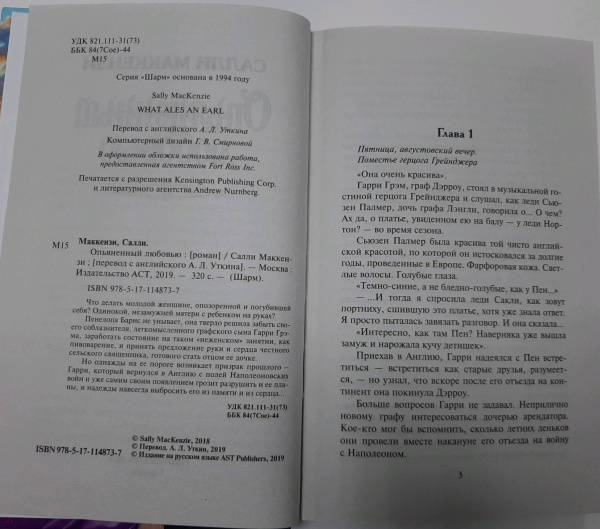 УДК 821.111-31(73)
ББК 84(7Сое)-44
М15
Серия «Шарм» основана в 1994 году
Sally MacKenzie
WHAT ALES AN EARL
Перевод с английского А. Л. Уткина
Компьютерный дизайн Г. В. Смирновой
В оформлении обложки использована работа,
предоставленная агентством Fort Ross Inc.
Печатается с разрешения Kensington Publishing Corp.
и литературного агентства Andrew Nurnberg.
Маккензи, Салли.
М15 Опьяненный любовью : [роман] / Салли Маккен-
зи ; [перевод с английского А. Л. Уткина]. — Москва :
Издательство АСТ, 2019. — 320 с. — (Шарм).
ISBN 978-5-17-114873-7
Что делать молодой женщине, опозоренной и погубившей
себя? Одинокой, незамужней матери с ребенком на руках?
Пенелопа Барнс не унывает, она твердо решила забыть свое-
го соблазнителя, легкомысленного графского сына Гарри Грэ-
ма, заработать состояние на таком «неженском» занятии, как
пивоварение, и принять предложение руки и сердца честного
сельского священника, готового стать отцом ее дочке.
Но однажды на ее пороге возникает призрак прошлого —
Гарри, который вернулся в Англию с полей Наполеоновских
войн и уже самим своим появлением грозит разрушить и ее пла-
ны, и надежды навсегда выбросить его из памяти и из сердца...
УДК 821.111-31(73)
ББК 84(7Сое)-44
© Sally MacKenzie, 2018
© Перевод. А. Л. Уткин, 2019
ISBN 978-5-17-114873-7 © Издание на русском языке AST Publishers, 2019
Глава 1
Пятница, августовский вечер.
Поместье герцога Грейнджера
«Она очень красива».
Гарри Грэм, граф Дэрроу, стоял в музыкальной го-
стиной герцога Грейнджера и слушал, как леди Сью-
зен Палмер, дочь графа Лэнгли, говорила о... О чем?
Ах да, о платье, увиденном ею на балу — у леди Нор-
тон? — во время сезона.
Сьюзен Палмер была красива той чисто англий-
ской красотой, по которой он истосковался за долгие
годы, проведенные в Европе. Фарфоровая кожа. Свет-
лые волосы. Голубые глаза.
«Темно-синие, а не бледно-голубые, как у Пен...»
— ...И тогда я спросила леди Сакли, как зовут
портниху, сшившую это платье, хотя уже знала ответ.
Я просто пыталась завязать разговор. И она сказала...
«Интересно, как там Пен? Наверняка уже вышла
замуж и нарожала кучу детишек».
Приехав в Англию, Гарри надеялся с Пен встре-
титься — встретиться как старые друзья, разумеет-
ся, — но узнал, что вскоре после его отъезда на кон-
тинент она покинула Дэрроу.
Больше вопросов Гарри не задавал. Неприлично
новому графу интересоваться дочерью арендатора.
Кое-кто мог бы вспомнить, сколько летних деньков
они провели вместе накануне его отъезда на войну
с Наполеоном.
3